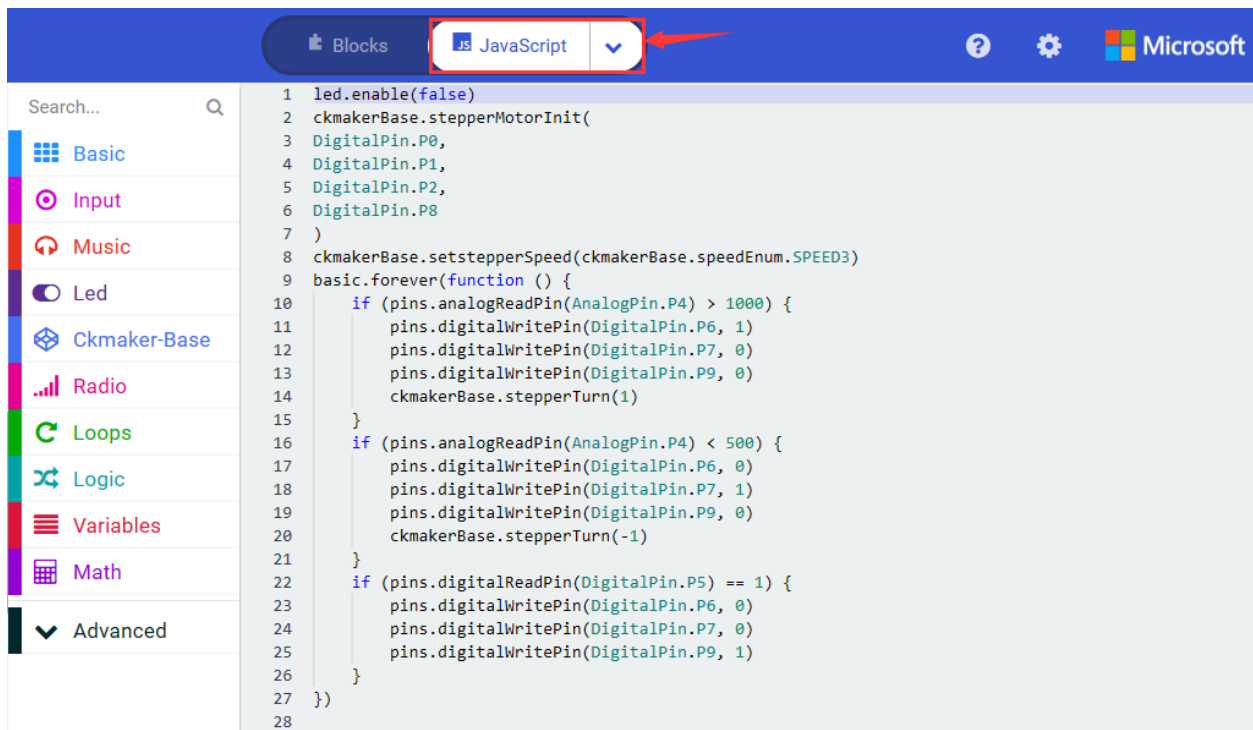 Blocks
JS JavaScript
?
Microsoft
Search...
Basic
Input
Music
Led
Ckmaker-Base
Radio
Loops
Logic
Variables
Math
Advanced
1 led.enable(false)
2 ckmakerBase.stepperMotorInit(
3 DigitalPin.P0,
4 DigitalPin.P1,
5 DigitalPin.P2,
6 DigitalPin.P8
7 )
8 ckmakerBase.setstepperSpeed(ckmakerBase.speedEnum.SPEED3)
9 basic.forever(function () {
10     if (pins.analogReadPin(AnalogPin.P4) > 1000) {
11         pins.digitalWritePin(DigitalPin.P6, 1)
12         pins.digitalWritePin(DigitalPin.P7, 0)
13         pins.digitalWritePin(DigitalPin.P9, 0)
14         ckmakerBase.stepperTurn(1)
15     }
16     if (pins.analogReadPin(AnalogPin.P4) < 500) {
17         pins.digitalWritePin(DigitalPin.P6, 0)
18         pins.digitalWritePin(DigitalPin.P7, 1)
19         pins.digitalWritePin(DigitalPin.P9, 0)
20         ckmakerBase.stepperTurn(-1)
21     }
22     if (pins.digitalReadPin(DigitalPin.P5) == 1) {
23         pins.digitalWritePin(DigitalPin.P6, 0)
24         pins.digitalWritePin(DigitalPin.P7, 0)
25         pins.digitalWritePin(DigitalPin.P9, 1)
26     }
27 })
28